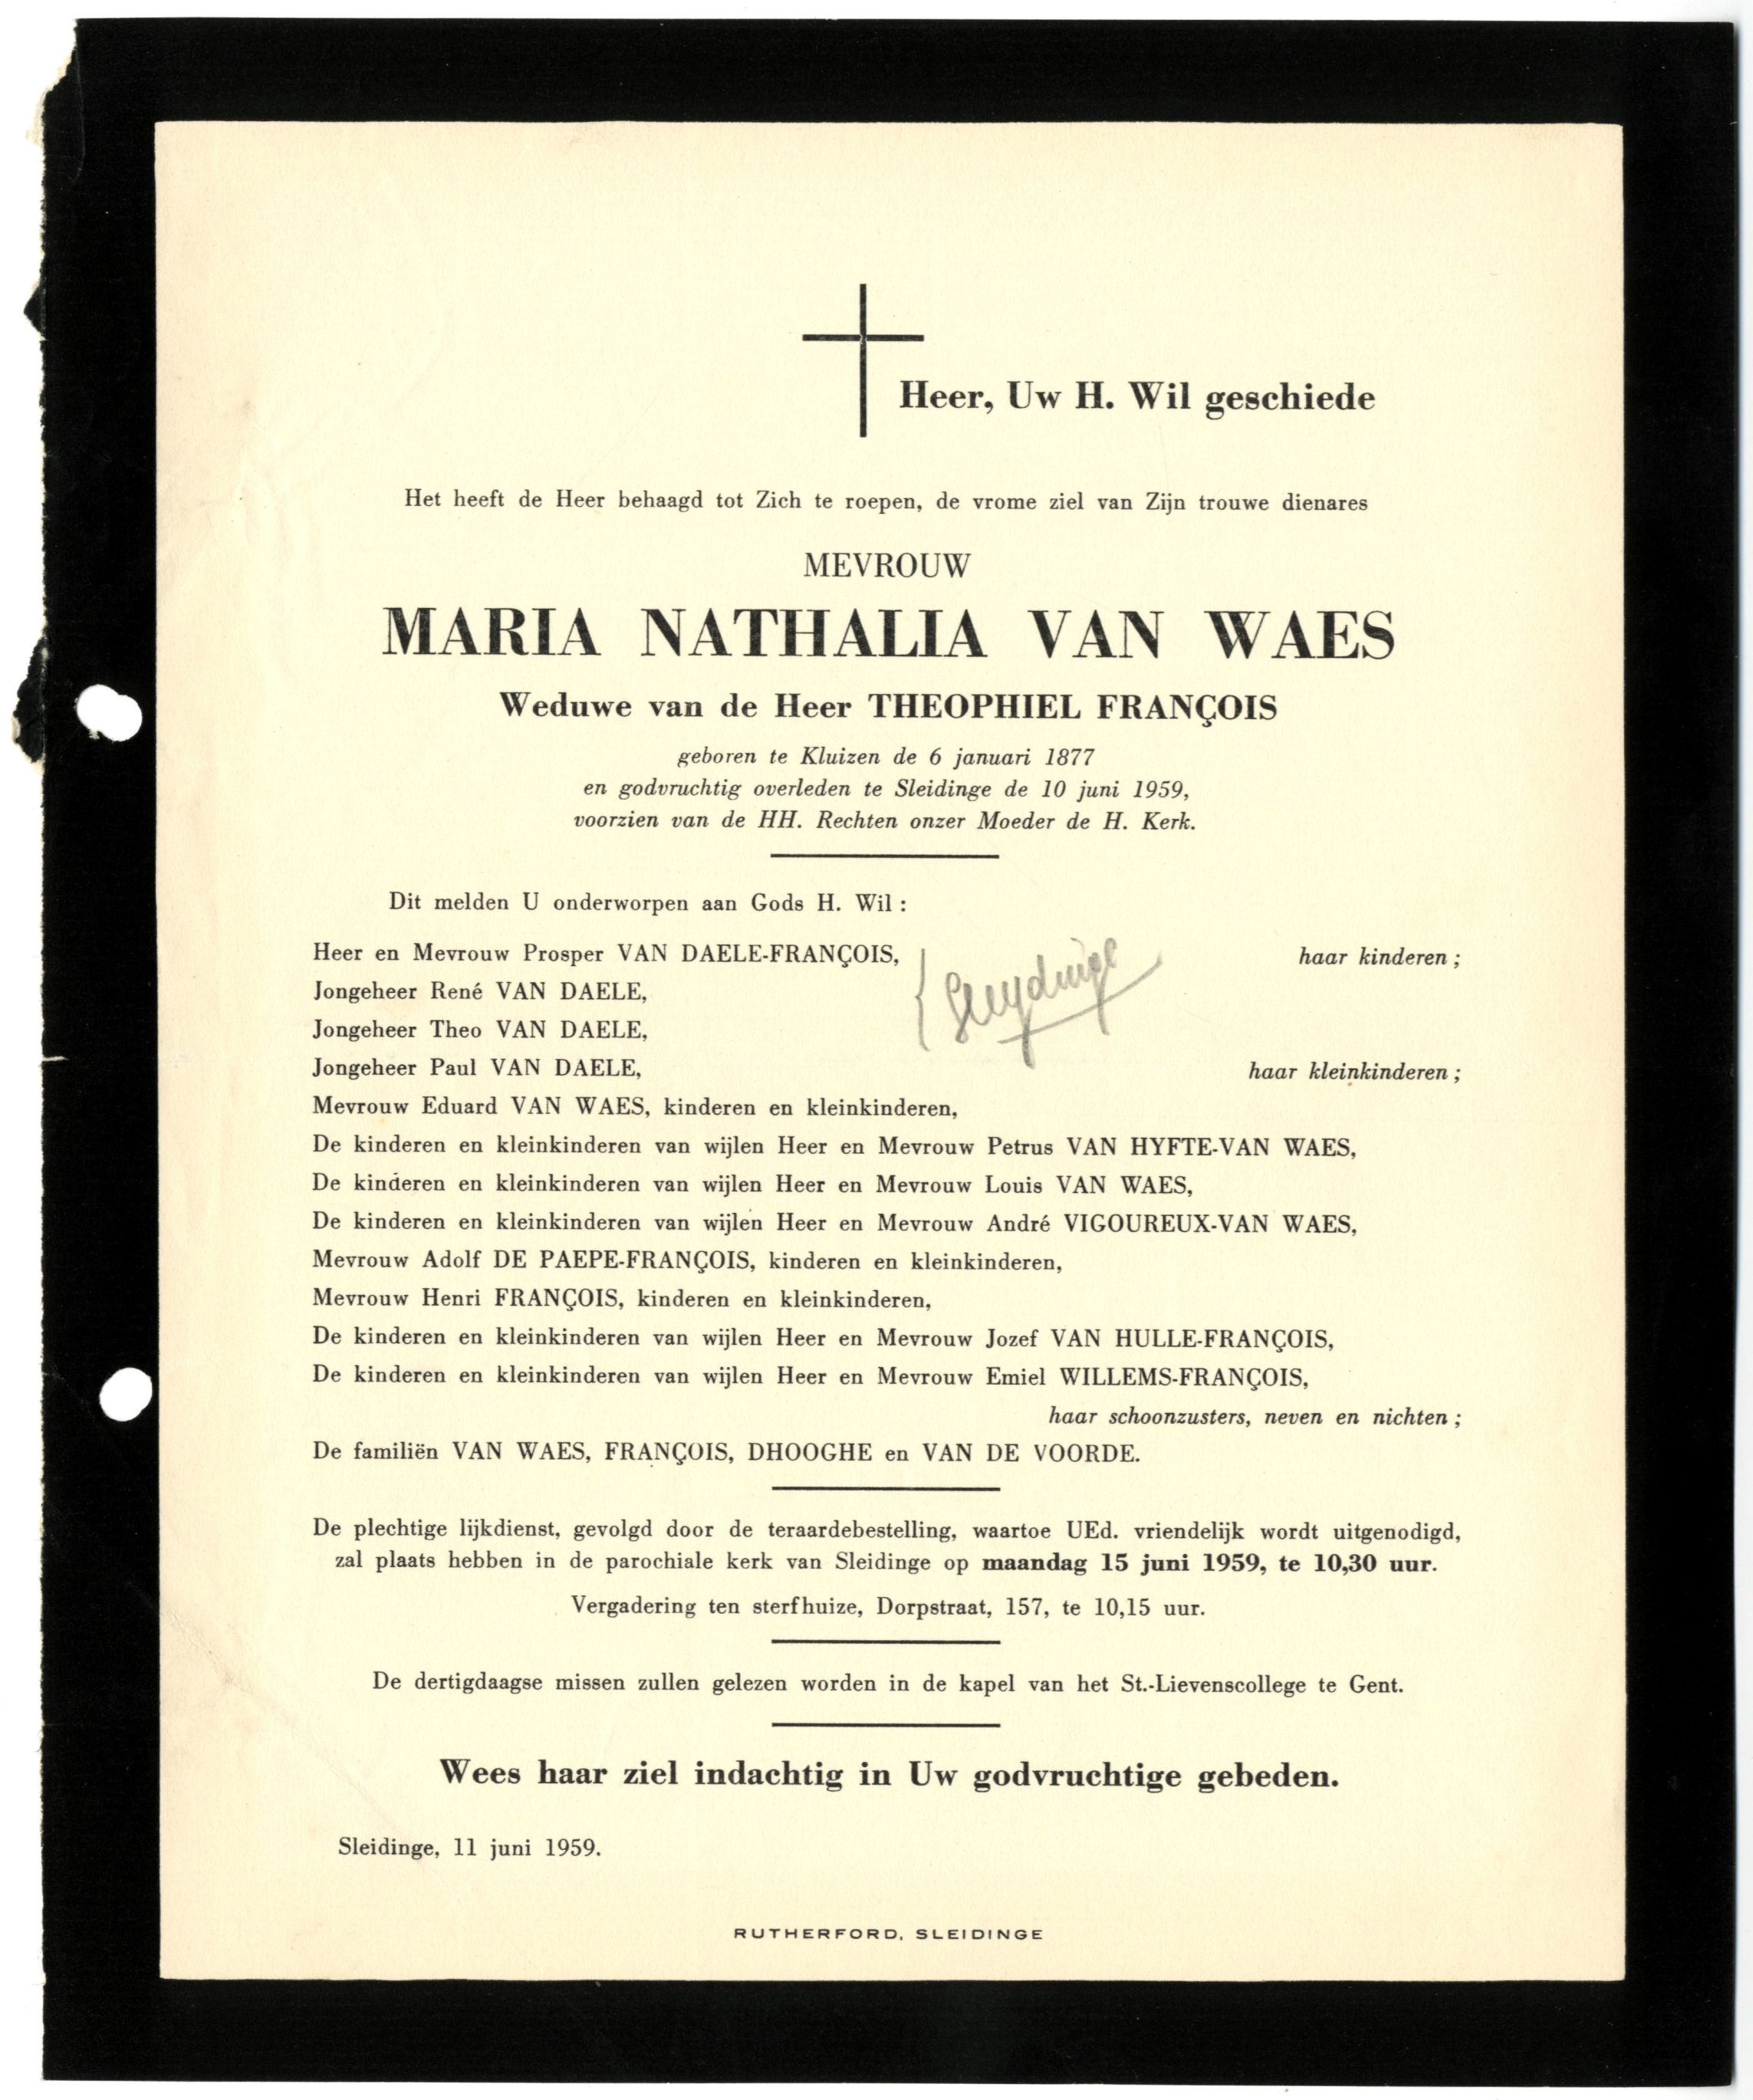 Heer, Uw H. Wil geschiede
Het heeft de Heer behaagd tot Zich te roepen, de vrome ziel van Zijn trouwe dienares
MEVROUW
MARIA NATHALIA VAN WAES
Weduwe van de Heer THEOPHIEL FRANÇOIS
geboren te Kluizen de 6 januari 1877
en godvruchtig overleden te Sleidinge de 10 juni 1959,
voorzien van de HH. Rechten onzer Moeder de H. Kerk.
Dit melden U onderworpen aan Gods H. Wil :
Heer en Mevrouw Prosper VAN DAELE-FRANÇOIS, haar kinderen ;
Sleydinge
Jongeheer René VAN DAELE,
Jongeheer Theo VAN DAELE,
Jongeheer Paul VAN DAELE, haar kleinkinderen ;
Mevrouw Eduard VAN WAES, kinderen en kleinkinderen,
De kinderen en kleinkinderen van wijlen Heer en Mevrouw Petrus VAN HYFTE-VAN WAES,
De kinderen en kleinkinderen van wijlen Heer en Mevrouw Louis VAN WAES,
De kinderen en kleinkinderen van wijlen Heer en Mevrouw André VIGOUREUX-VAN WAES,
Mevrouw Adolf DE PAEPE-FRANÇOIS, kinderen en kleinkinderen,
Mevrouw Henri FRANÇOIS, kinderen en kleinkinderen,
De kinderen en kleinkinderen van wijlen Heer en Mevrouw Jozef VAN HULLE-FRANÇOIS,
De kinderen en kleinkinderen van wijlen Heer en Mevrouw Emiel WILLEMS-FRANÇOIS,
haar schoonzusters, neven en nichten ;
De familiën VAN WAES, FRANÇOIS, DHOOGHE en VAN DE VOORDE.
De plechtige lijkdienst, gevolgd door de teraardebestelling, waartoe UEd. vriendelijk wordt uitgenodigd,
zal plaats hebben in de parochiale kerk van Sleidinge op maandag 15 juni 1959, te 10,30 uur.
Vergadering ten sterfhuize, Dorpstraat, 157, te 10,15 uur.
De dertigdaagse missen zullen gelezen worden in de kapel van het St.-Lievenscollege te Gent.
Wees haar ziel indachtig in Uw godvruchtige gebeden.
Sleidinge, 11 juni 1959.
RUTHERFORD, SLEIDINGE